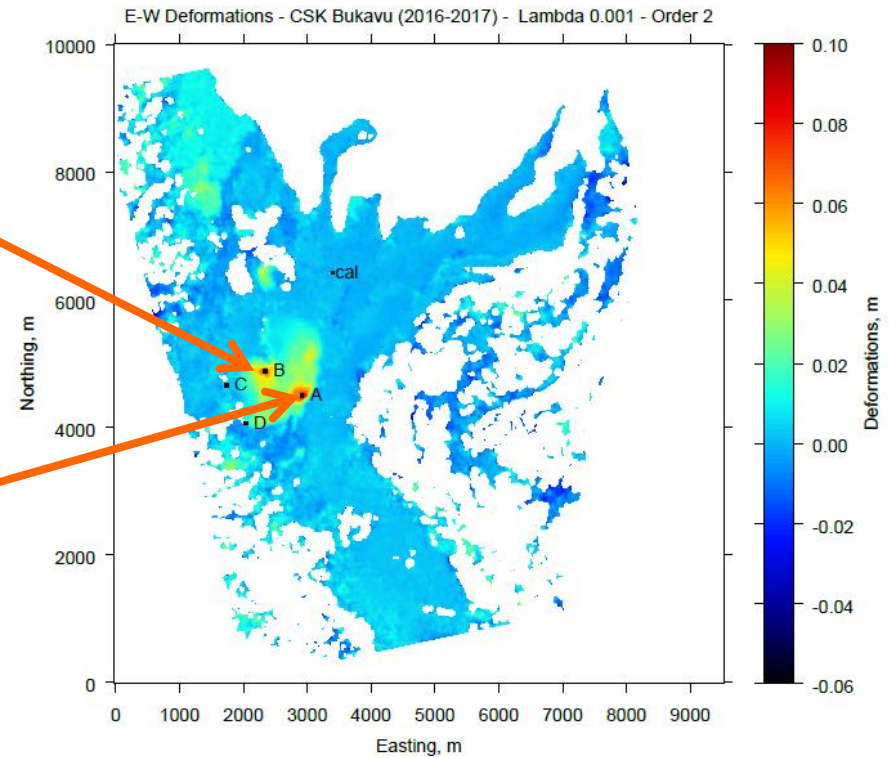 E-W Deformations - CSK Bukavu (2016-2017) - Lambda 0.001 - Order 2
10000
8000
6000
4000
2000
0
Northing, m
cal
B
C
A
D
0 1000 2000 3000 4000 5000 6000 7000 8000 9000
Easting, m
0.10
0.08
0.06
0.04
0.02
0.00
-0.02
-0.04
-0.06
Deformations, m